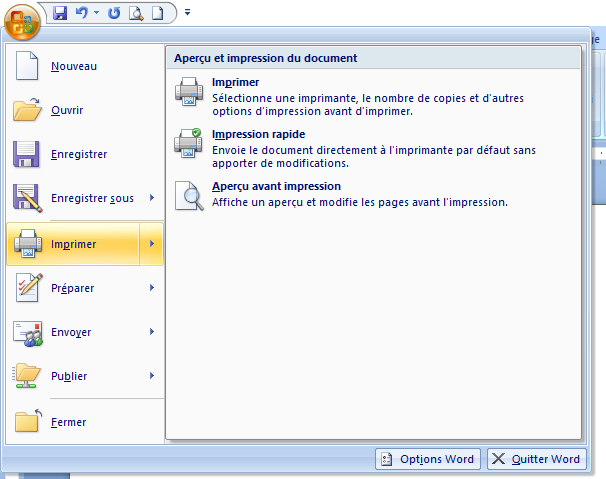 Nouveau
Ouvrir
Enregistrer
Enregistrer sous
Imprimer
Préparer
Envoyer
Publier
Fermer
Aperçu et impression du document
Imprimer
Sélectionne une imprimante, le nombre de copies et d'autres
options d'impression avant d'imprimer.
Impression rapide
Envoie le document directement à l'imprimante par défaut sans
apporter de modifications.
Aperçu avant impression
Affiche un aperçu et modifie les pages avant l'impression.
Options Word
Quitter Word